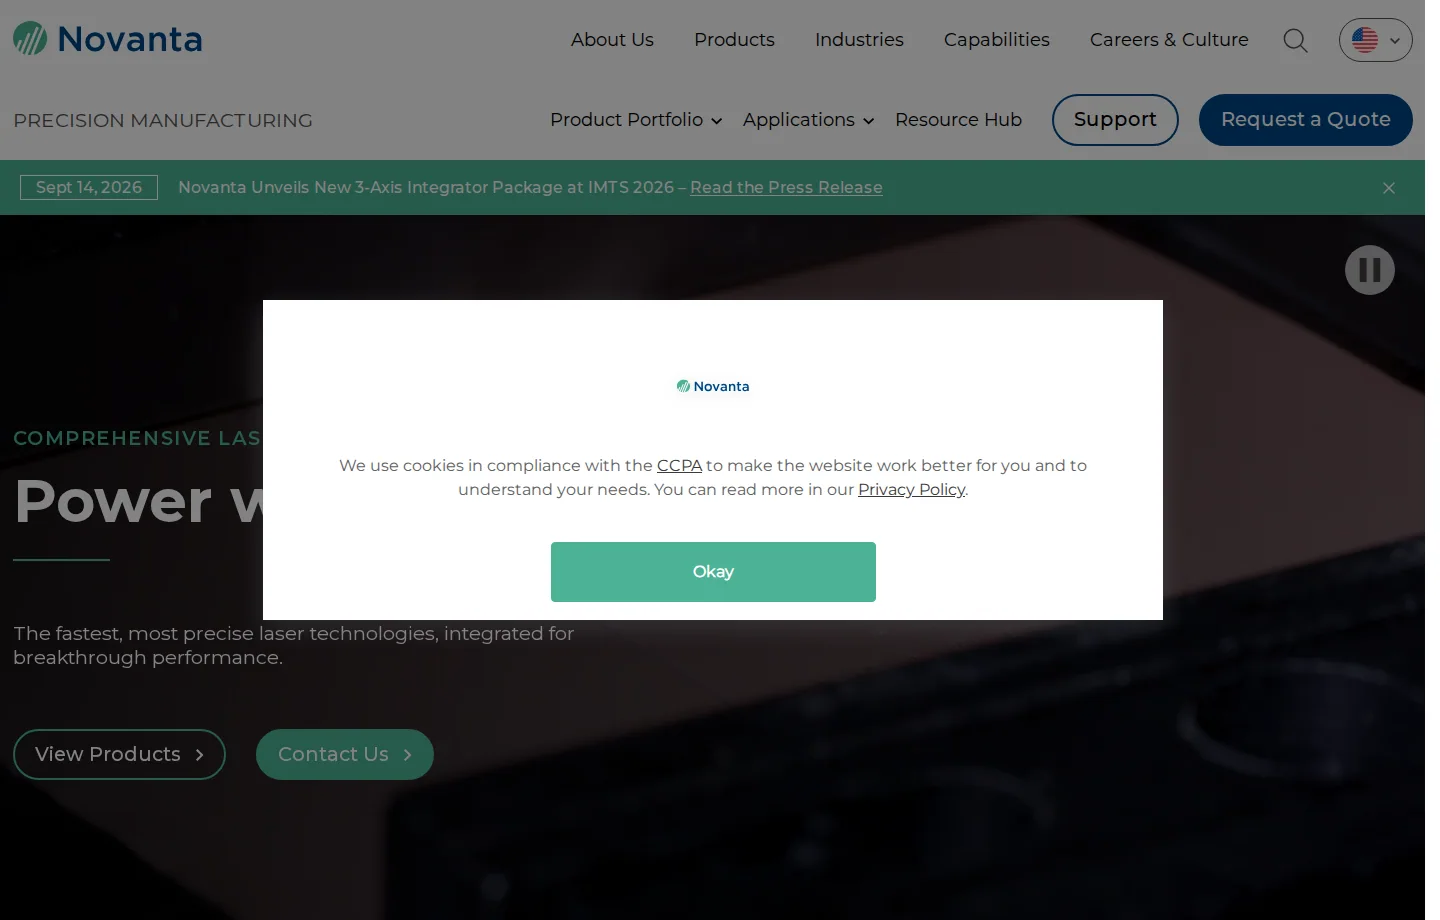 Novanta
About Us Products Industries Capabilities Careers & Culture
PRECISION MANUFACTURING
Product Portfolio Applications Resource Hub Support Request a Quote
Sept 14, 2026 Novanta Unveils New 3-Axis Integrator Package at IMTS 2026 – Read the Press Release
Novanta
COMPREHENSIVE LAS
Power w
We use cookies in compliance with the CCPA to make the website work better for you and to
understand your needs. You can read more in our Privacy Policy.
Okay
The fastest, most precise laser technologies, integrated for
breakthrough performance.
View Products Contact Us